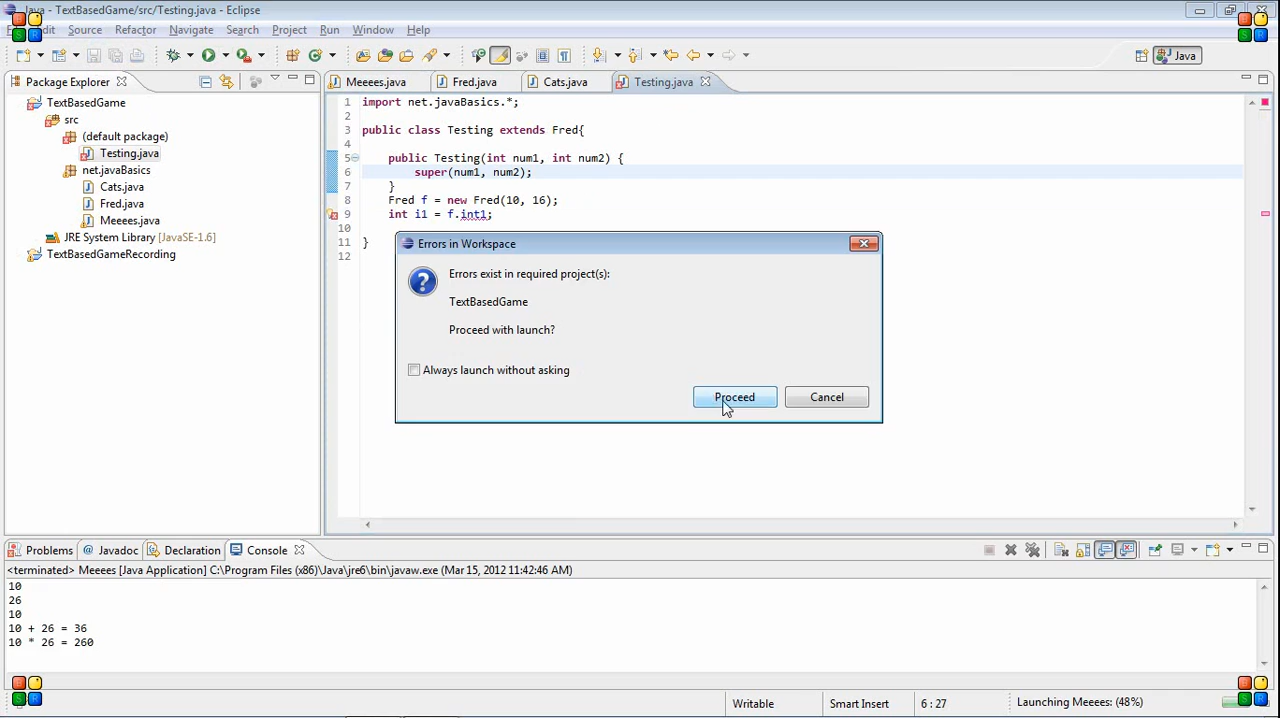 Java - TextBasedGame/src/Testing.java - Eclipse
Source Refactor Navigate Search Project Run Window Help
Java
Package Explorer
Meeees.java Fred.java Cats.java Testing.java
TextBasedGame
src
(default package)
Testing.java
net.javaBasics
Cats.java
Fred.java
Meeees.java
JRE System Library [JavaSE-1.6]
TextBasedGameRecording
1 import net.javaBasics.*;
2
3 public class Testing extends Fred{
4
5 public Testing(int num1, int num2) {
6 super(num1, num2);
7 }
8 Fred f = new Fred(10, 16);
9 int i1 = f.int1;
10
11 }
12
Errors in Workspace
Errors exist in required project(s):
TextBasedGame
Proceed with launch?
Always launch without asking
Proceed Cancel
Problems @ Javadoc Declaration Console
<terminated> Meeees [Java Application] C:\Program Files (x86)\Java\jre6\bin\javaw.exe (Mar 15, 2012 11:42:46 AM)
10
26
10
10 + 26 = 36
10 * 26 = 260
Writable Smart Insert 6 : 27 Launching Meeees: (48%)